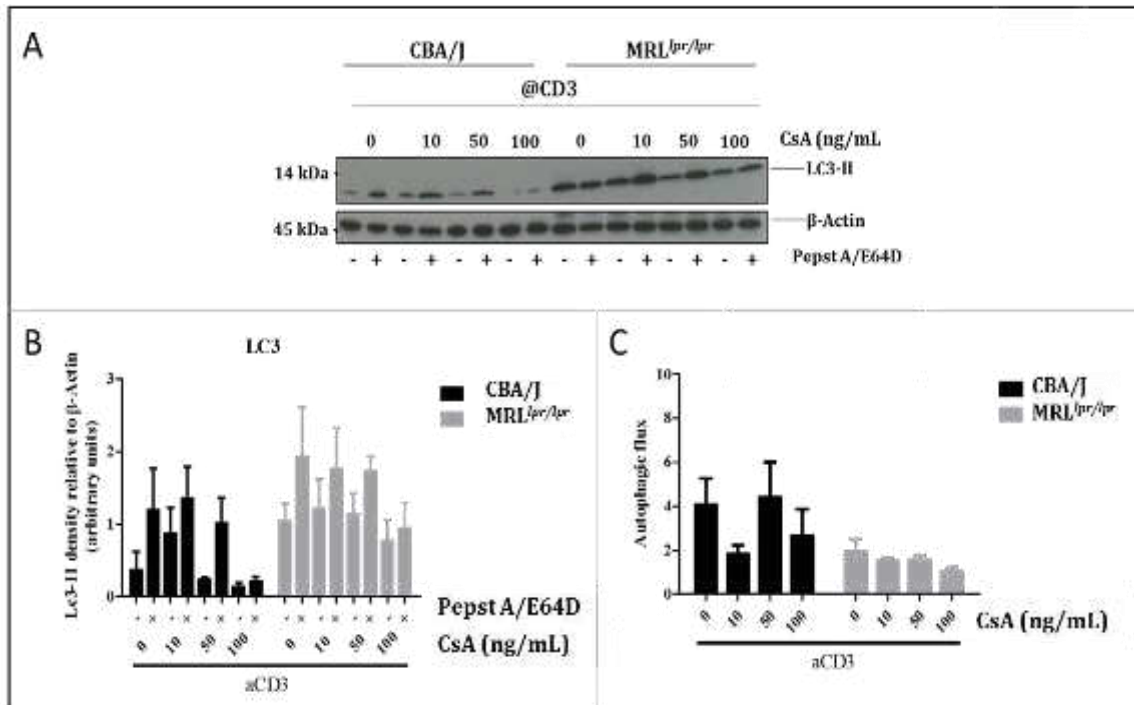 A
CBA/J MRL^lpr/lpr
@CD3
0 10 50 100 0 10 50 100 CsA (ng/mL
14 kDa LC3-II
45 kDa β-Actin
- + - + - + - + - + - + - + - + Pepst A/E64D
B
LC3
Lc3-II density relative to β-Actin
(arbitrary units)
3
2
1
0
CBA/J
MRL^lpr/lpr
- × - × - × - × - × - × - × - × Pepst A/E64D
0 10 50 100 0 10 50 100 CsA (ng/mL)
aCD3
C
Autophagic flux
10
8
6
4
2
0
CBA/J
MRL^lpr/lpr
0 10 50 100 0 10 50 100 CsA (ng/mL)
aCD3